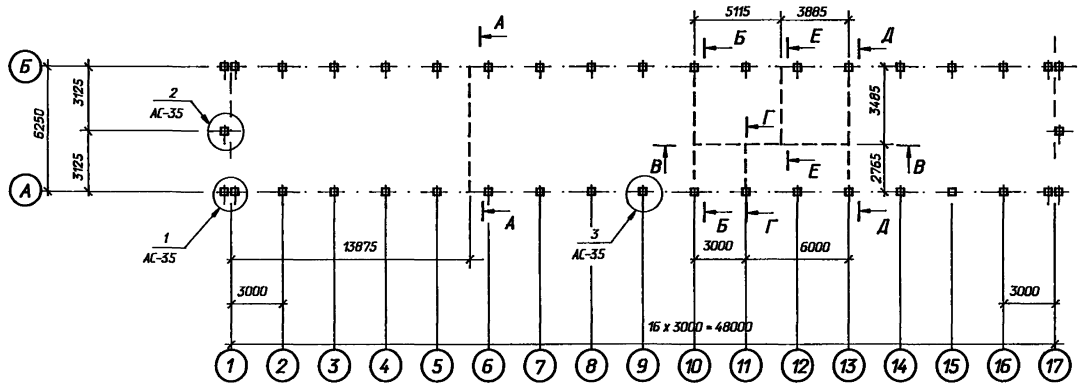 5115 3885
А Б Е Д
Б
2
АС-35
6250 3125 3125
Г
3485
В Е В
2765
А
1
АС-35
А
3
АС-35
Б Г Д
13875
3000 6000
3000
3000
16 x 3000 = 48000
1 2 3 4 5 6 7 8 9 10 11 12 13 14 15 16 17